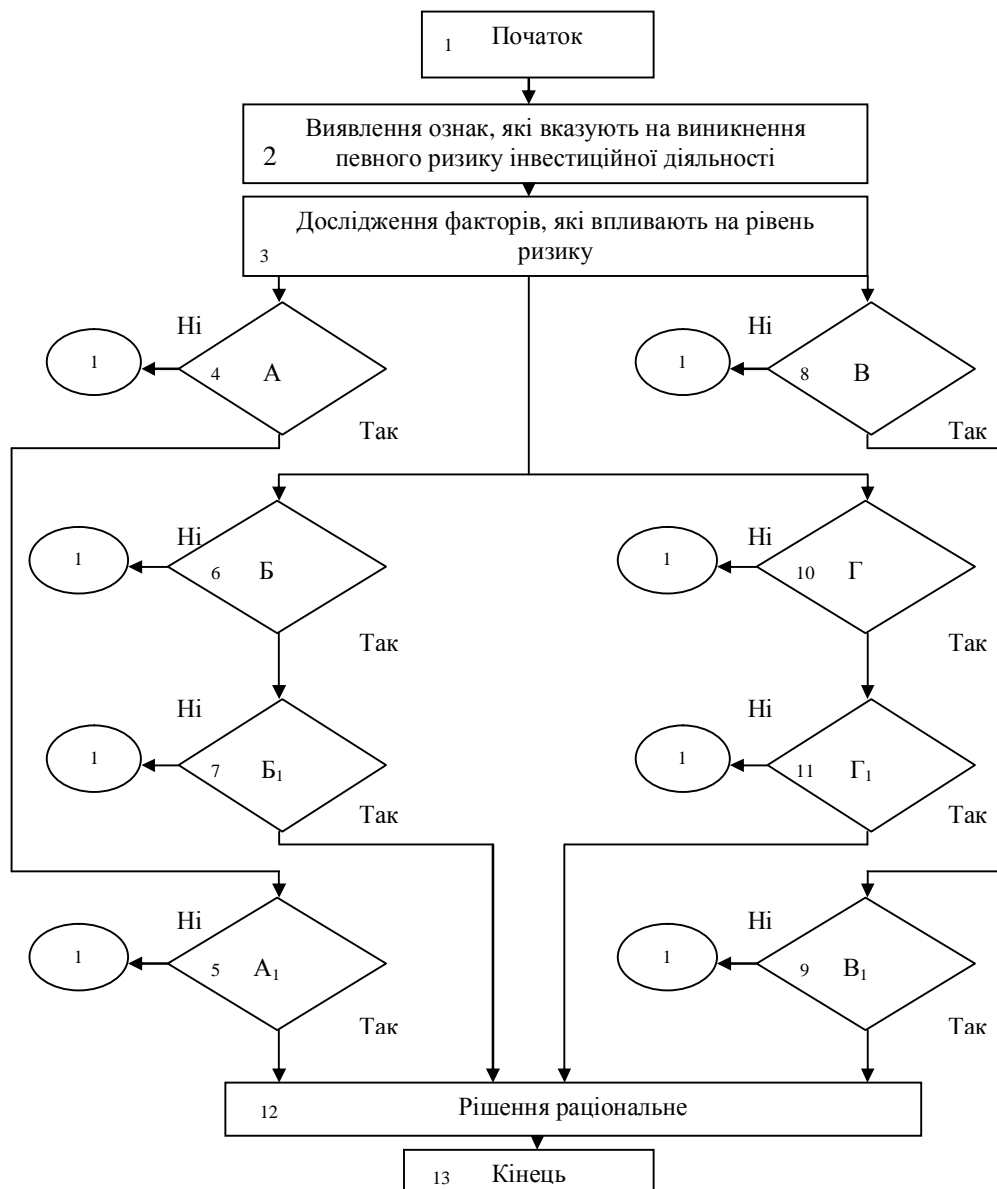 1 Початок
Виявлення ознак, які вказують на виникнення
2 певного ризику інвестиційної діяльності
Дослідження факторів, які впливають на рівень
3 ризику
Ні
Ні
1
4 А
1
8 В
Так
Так
Ні
Ні
1
6 Б
1
10 Г
Так
Так
Ні
Ні
1
7 Б₁
1
11 Г₁
Так
Так
Ні
Ні
1
5 А₁
1
9 В₁
Так
Так
12 Рішення раціональне
13 Кінець